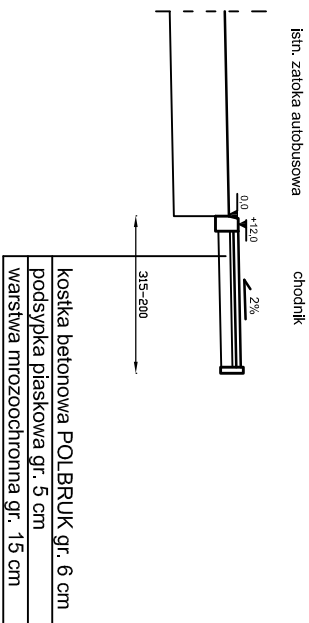 istn. zatoka autobusowa
chodnik
0,0
+12,0
2%
315-200
kostka betonowa POLBRUK gr. 6 cm
podsypka piaskowa gr. 5 cm
warstwa mrozoochronna gr. 15 cm